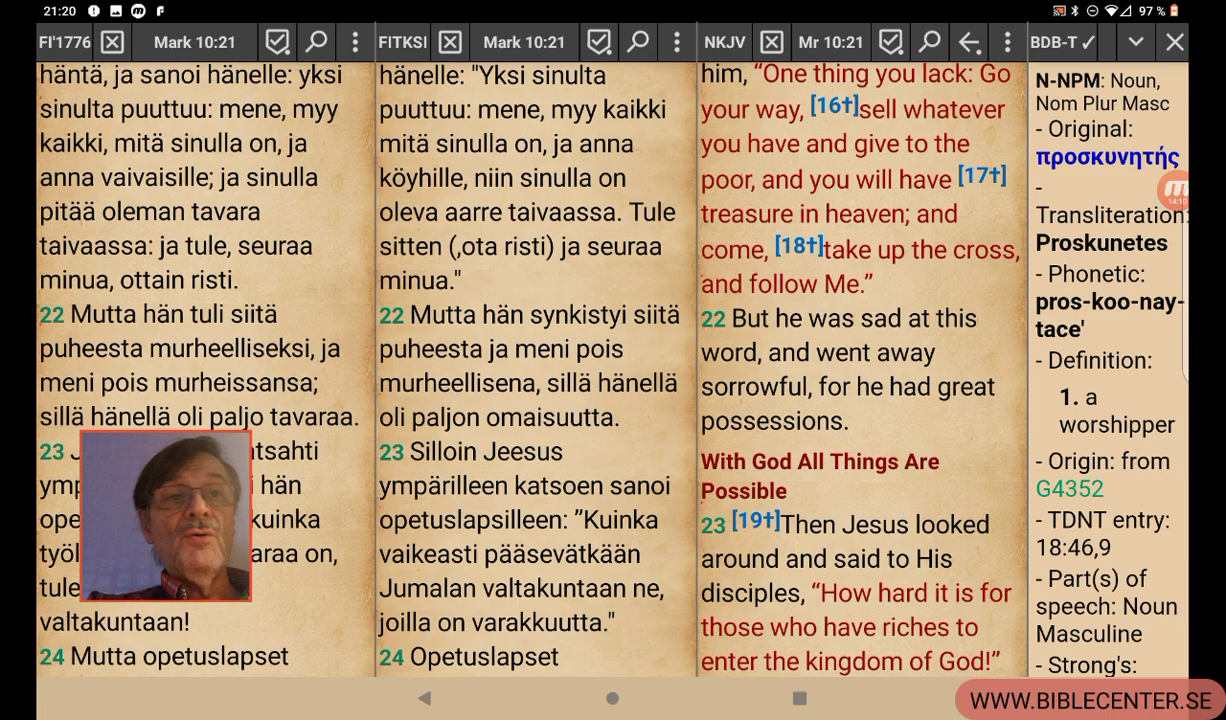 21:20
97 %
FI'1776
Mark 10:21
FITKSI
Mark 10:21
NKJV
Mr 10:21
BDB-T ✓
häntä, ja sanoi hänelle: yksi
sinulta puuttuu: mene, myy
kaikki, mitä sinulla on, ja
anna vaivaisille; ja sinulla
pitää oleman tavara
taivaassa: ja tule, seuraa
minua, ottain risti.
22 Mutta hän tuli siitä
puheesta murheelliseksi, ja
meni pois murheissansa;
sillä hänellä oli paljo tavaraa.
23 J
tsahti
ymp
hän
ope
kuinka
työl
araa on,
tule
valtakuntaan!
24 Mutta opetuslapset
hänelle: "Yksi sinulta
puuttuu: mene, myy kaikki
mitä sinulla on, ja anna
köyhille, niin sinulla on
oleva aarre taivaassa. Tule
sitten (,ota risti) ja seuraa
minua."
22 Mutta hän synkistyi siitä
puheesta ja meni pois
murheellisena, sillä hänellä
oli paljon omaisuutta.
23 Silloin Jeesus
ympärilleen katsoen sanoi
opetuslapsilleen: ”Kuinka
vaikeasti pääsevätkään
Jumalan valtakuntaan ne,
joilla on varakkuutta."
24 Opetuslapset
him, “One thing you lack: Go
your way, [16†]sell whatever
you have and give to the
poor, and you will have [17†]
treasure in heaven; and
come, [18†]take up the cross,
and follow Me.”
22 But he was sad at this
word, and went away
sorrowful, for he had great
possessions.
With God All Things Are
Possible
23 [19†]Then Jesus looked
around and said to His
disciples, “How hard it is for
those who have riches to
enter the kingdom of God!”
N-NPM: Noun,
Nom Plur Masc
- Original:
προσκυνητής
-
Transliteration:
Proskunetes
- Phonetic:
pros-koo-nay-
tace'
- Definition:
1. a
worshipper
- Origin: from
G4352
- TDNT entry:
18:46,9
- Part(s) of
speech: Noun
Masculine
- Strong's:
14:10
WWW.BIBLECENTER.SE